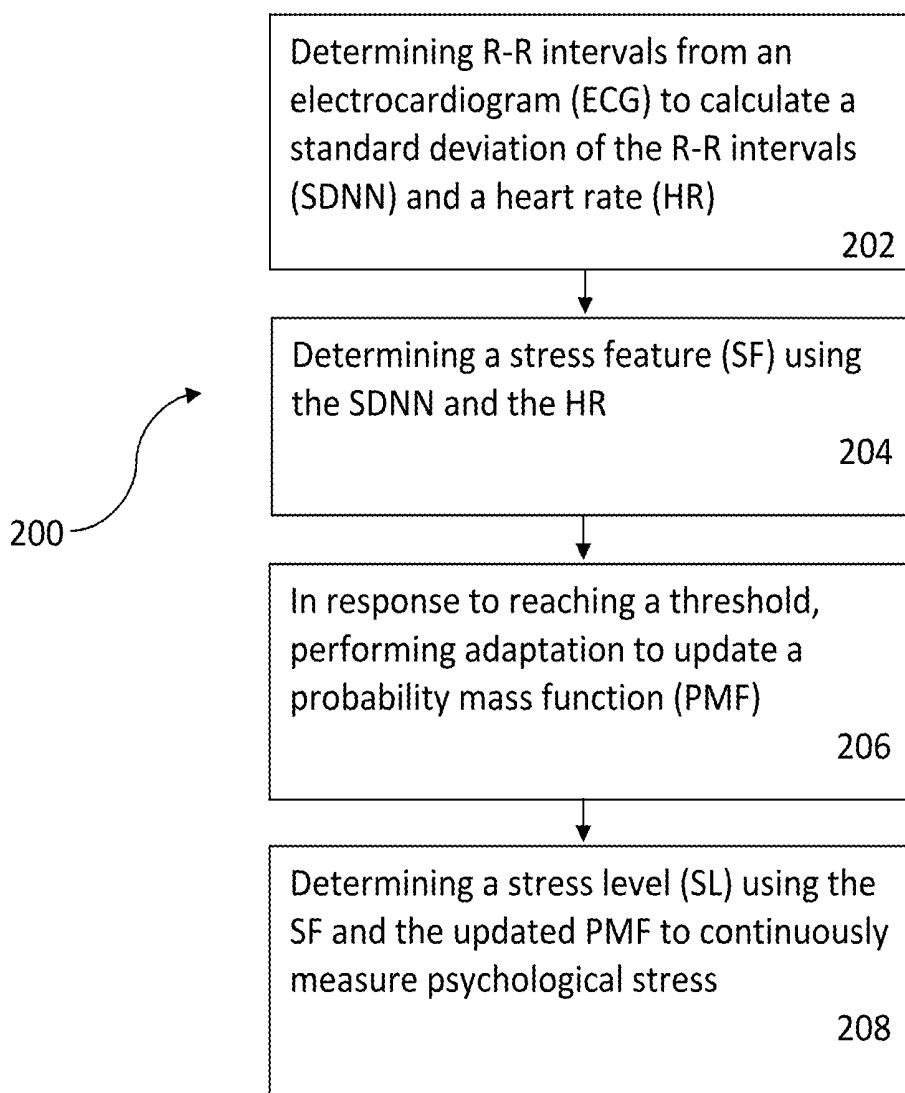 Determining R-R intervals from an
electrocardiogram (ECG) to calculate a
standard deviation of the R-R intervals
(SDNN) and a heart rate (HR)
202
Determining a stress feature (SF) using
the SDNN and the HR
204
200
In response to reaching a threshold,
performing adaptation to update a
probability mass function (PMF)
206
Determining a stress level (SL) using the
SF and the updated PMF to continuously
measure psychological stress
208